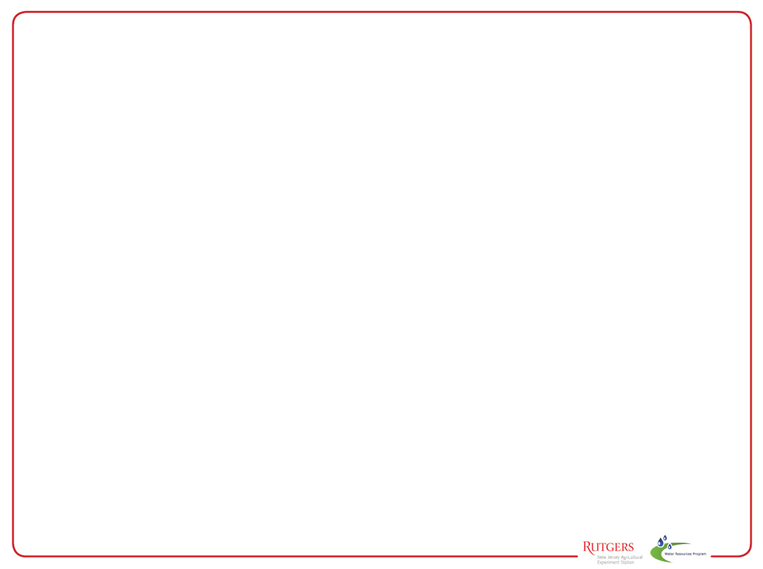 RUTGERS
New Jersey Agricultural
Experiment Station
Water Resources Program